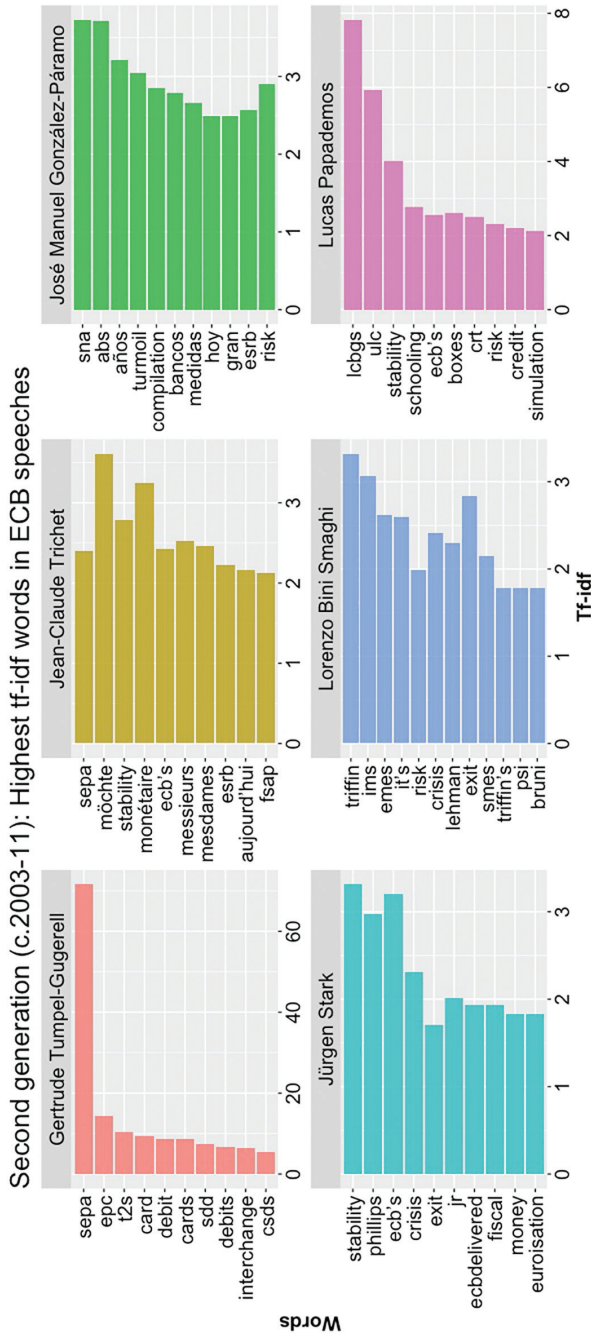 Second generation (c.2003-11): Highest tf-idf words in ECB speeches
Gertrude Tumpel-Gugerell
sepa
epc
t2s
card
debit
cards
sdd
debits
interchange
csds
0 20 40 60
Jean-Claude Trichet
sepa
möchte
stability
monétaire
ecb's
messieurs
mesdames
esrb
aujourd'hui
fsap
0 1 2 3
José Manuel González-Páramo
sna
abs
años
turmoil
compilation
bancos
medidas
hoy
gran
esrb
risk
0 1 2 3
Jürgen Stark
stability
phillips
ecb's
crisis
exit
jr
ecbdelivered
fiscal
money
euroisation
0 1 2 3
Lorenzo Bini Smaghi
triffin
ims
emes
it's
risk
crisis
lehman
exit
smes
triffin's
psi
bruni
0 1 2 3
Lucas Papademos
lcbgs
ulc
stability
schooling
ecb's
boxes
crt
risk
credit
simulation
0 2 4 6 8
Words
Tf-idf